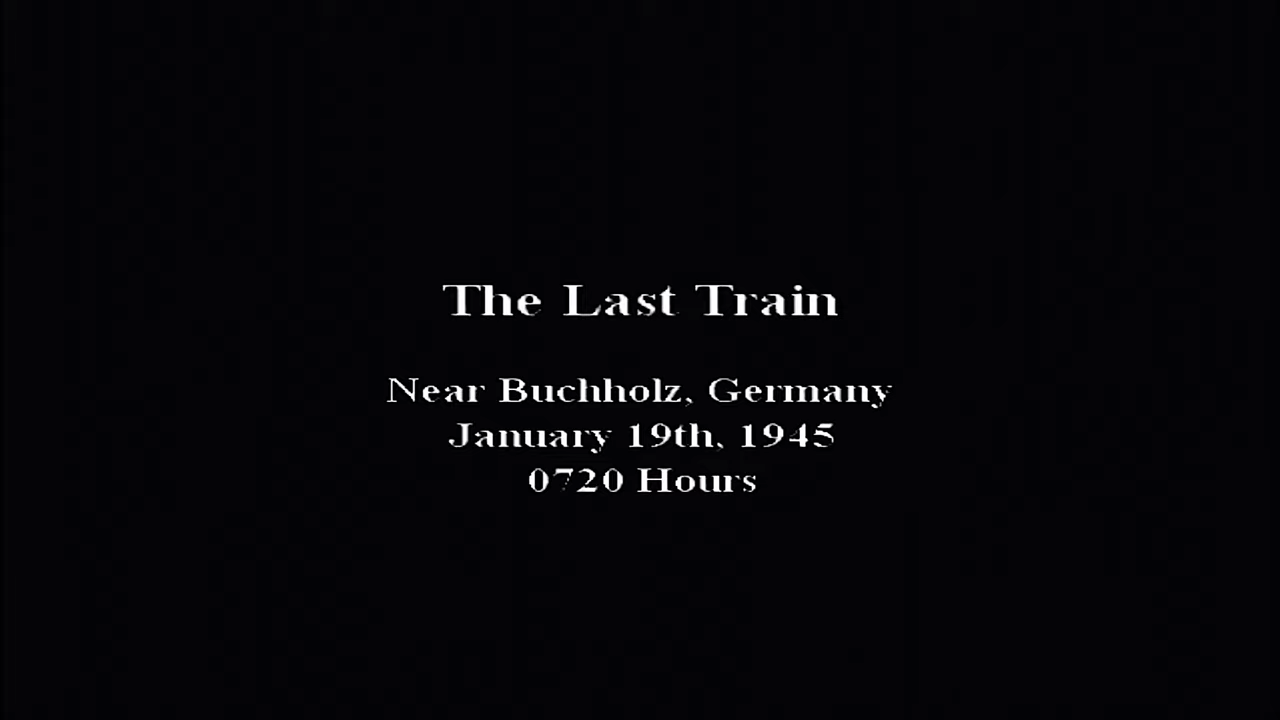 The Last Train
Near Buchholz, Germany
January 19th, 1945
0720 Hours